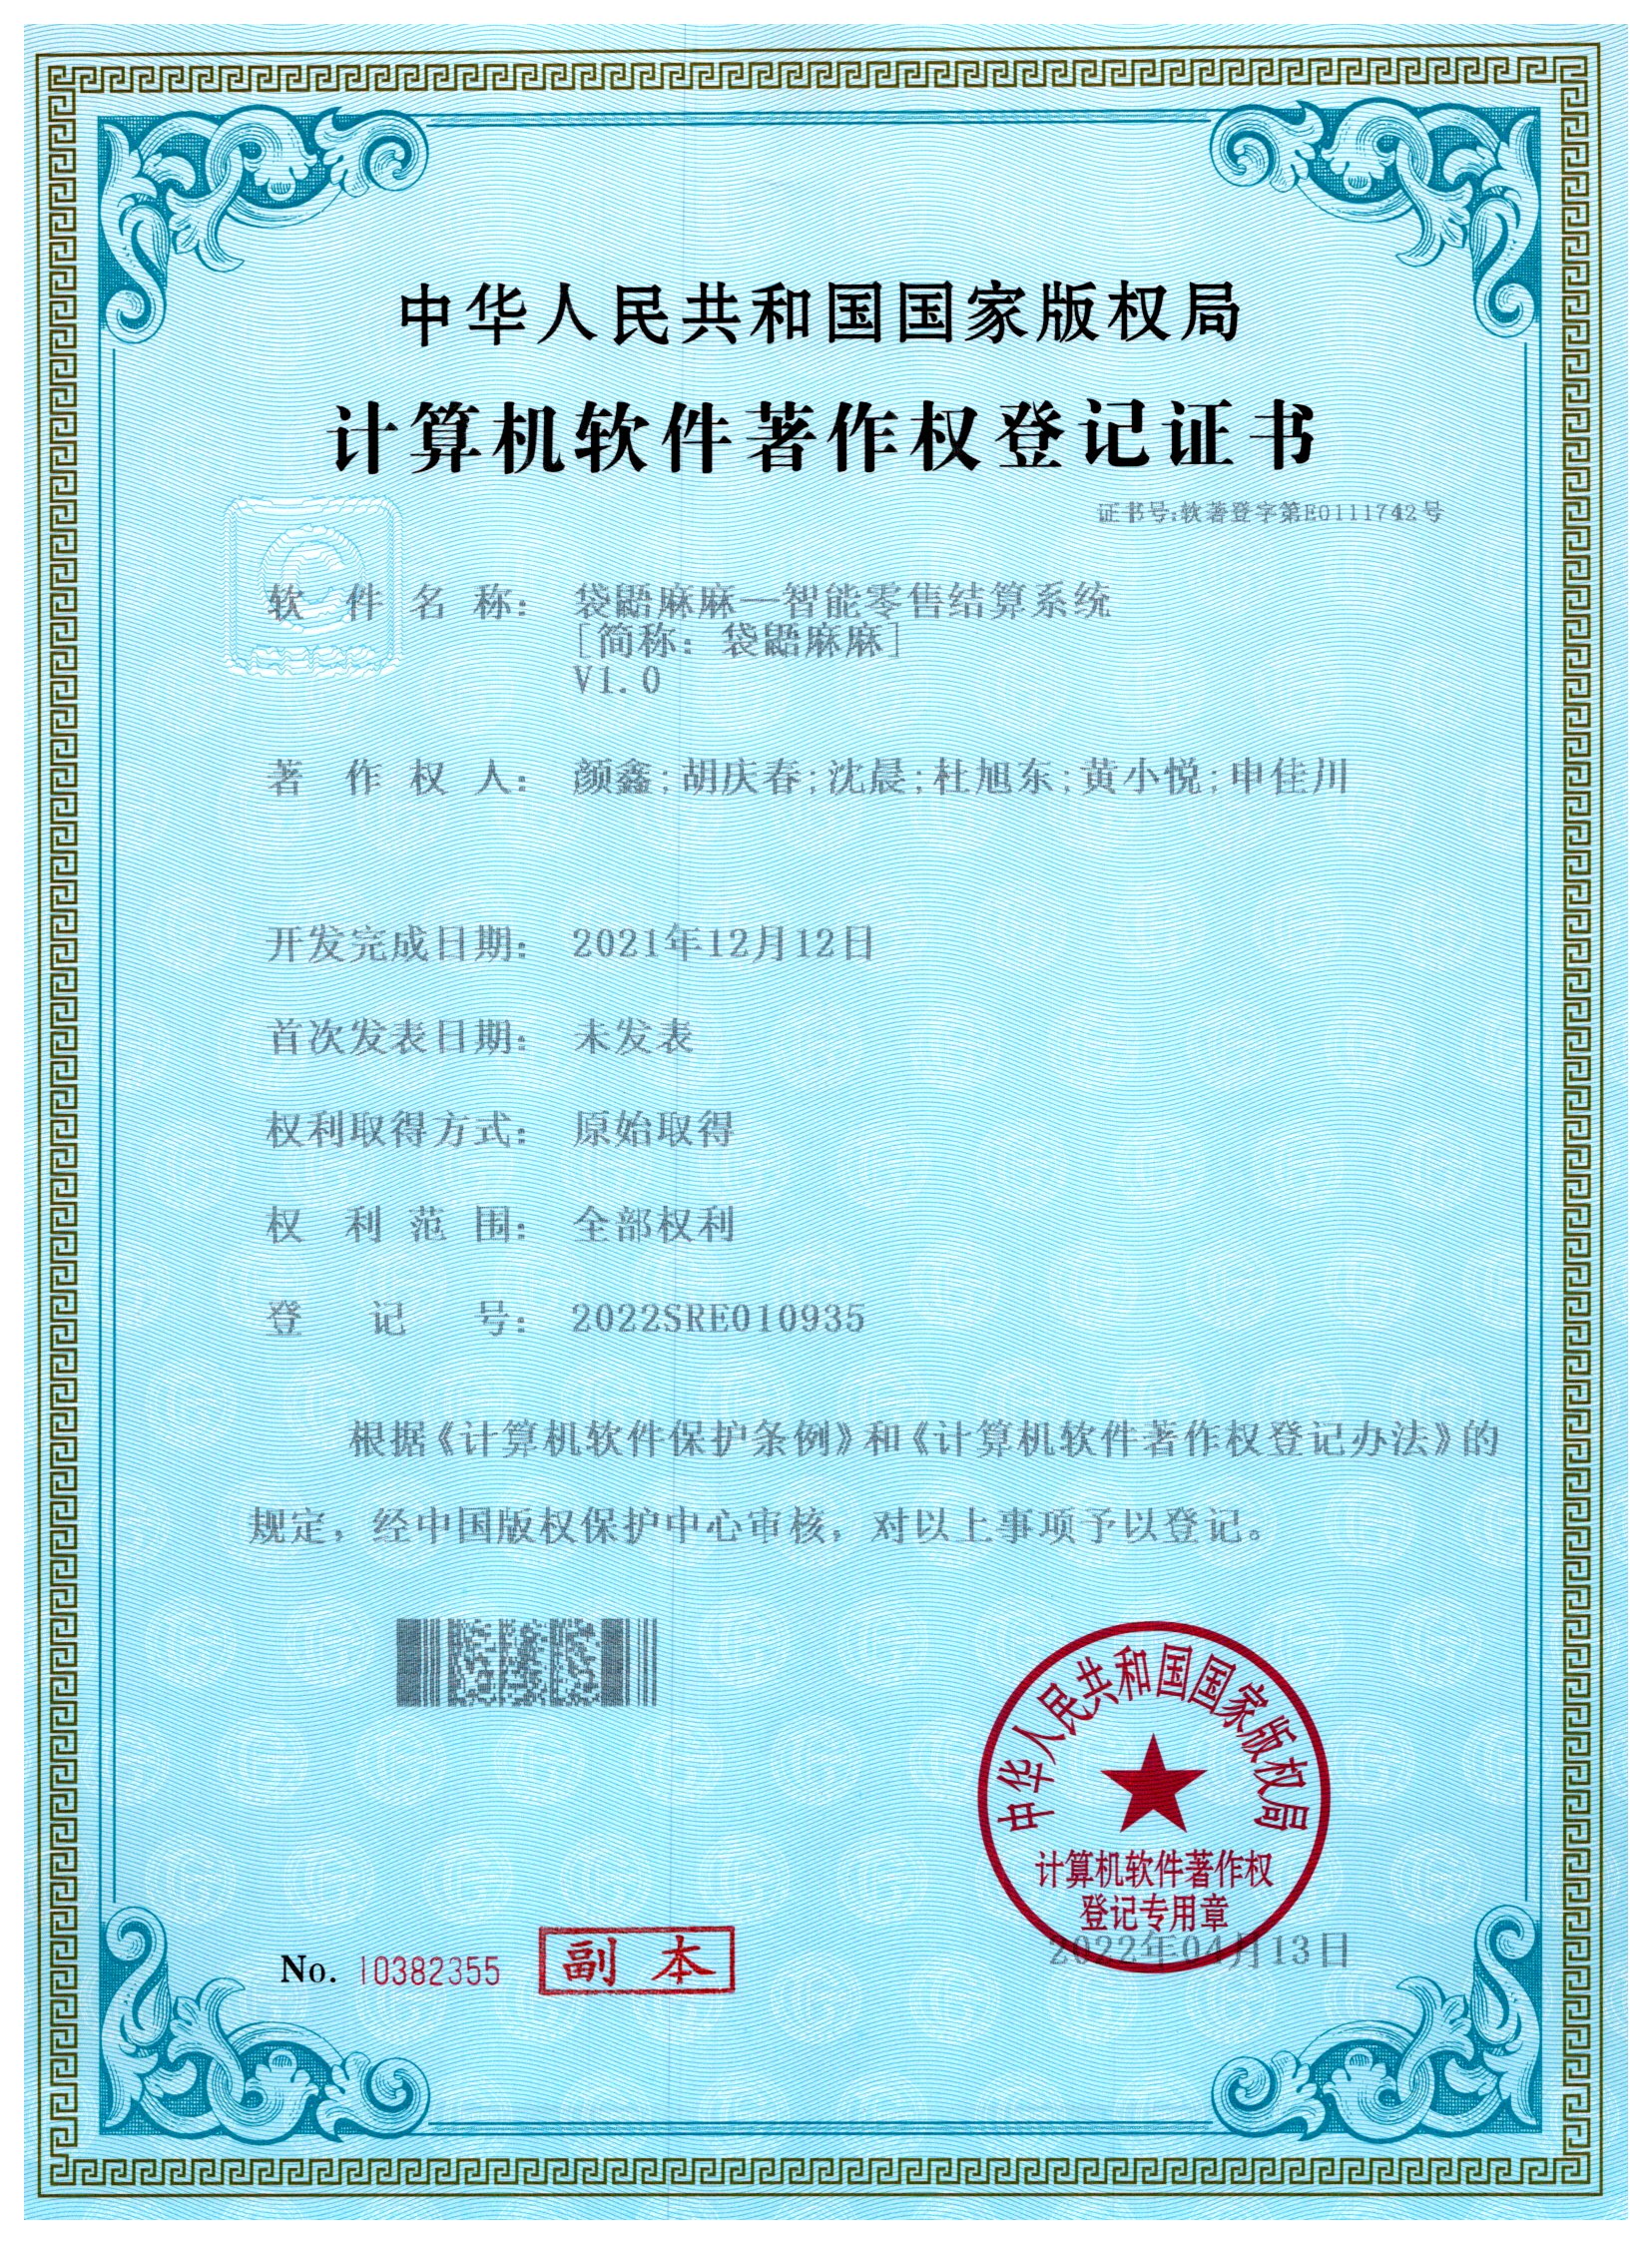 中华人民共和国国家版权局
计算机软件著作权登记证书
证书号:软著登字第E0111742号
软件名称: 袋鼯麻麻—智能零售结算系统
[简称: 袋鼯麻麻]
V1.0
著作权人: 颜鑫;胡庆春;沈晨;杜旭东;黄小悦;申佳川
开发完成日期: 2021年12月12日
首次发表日期: 未发表
权利取得方式: 原始取得
权利范围: 全部权利
登记号: 2022SRE010935
根据《计算机软件保护条例》和《计算机软件著作权登记办法》的
规定，经中国版权保护中心审核，对以上事项予以登记。
中华人民共和国国家版权局
计算机软件著作权
登记专用章
2022年04月13日
No. 10382355
副本